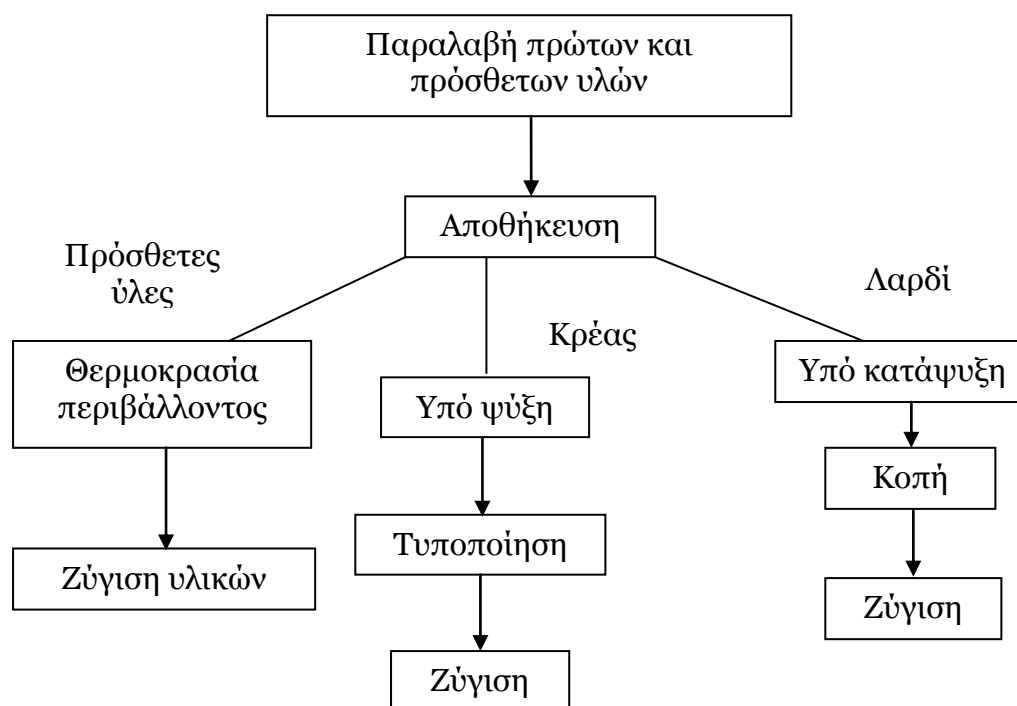 Παραλαβή πρώτων και
πρόσθετων υλών
Αποθήκευση
Πρόσθετες
ύλες
Λαρδί
Κρέας
Θερμοκρασία
περιβάλλοντος
Υπό ψύξη
Υπό κατάψυξη
Κοπή
Τυποποίηση
Ζύγιση υλικών
Ζύγιση
Ζύγιση